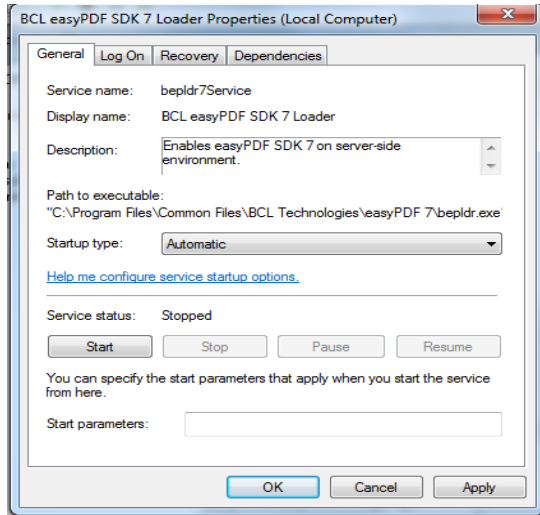 BCL easyPDF SDK 7 Loader Properties (Local Computer)
General Log On Recovery Dependencies
Service name: bepldr7Service
Display name: BCL easyPDF SDK 7 Loader
Description: Enables easyPDF SDK 7 on server-side
environment.
Path to executable:
"C:\Program Files\Common Files\BCL Technologies\easyPDF 7\bepldr.exe"
Startup type: Automatic
Help me configure service startup options.
Service status: Stopped
Start Stop Pause Resume
You can specify the start parameters that apply when you start the service
from here.
Start parameters:
OK Cancel Apply